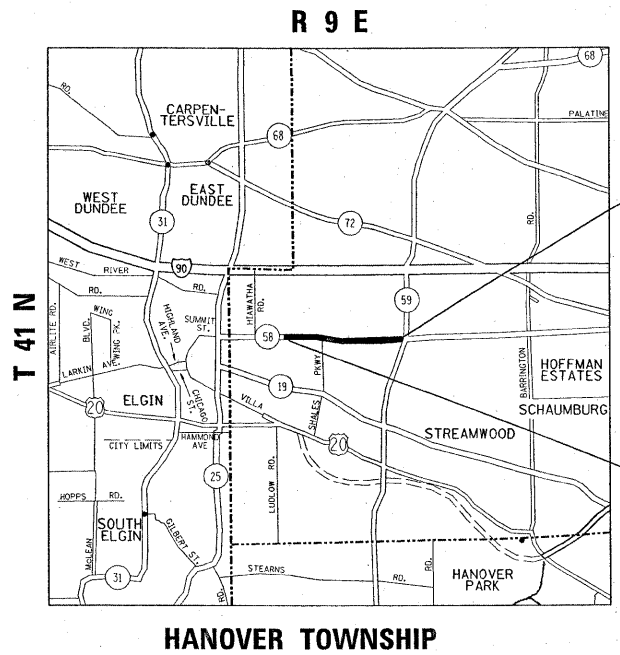 R 9 E
68
RD.
CARPEN-
TERSVILLE
PALATINE
68
WEST
DUNDEE
EAST
DUNDEE
31
72
RD.
WEST
RIVER
90
RD.
RD.
HIAWATHA
RD.
59
T 41 N
AIRLITE RD.
BLVD.
WING
WING PK.
HIGHLAND
AVE.
SUMMIT
ST.
58
PKWY
BARRINGTON
HOFFMAN
ESTATES
LARKIN AVE.
19
SCHAUMBURG
20
ELGIN
CHICAGO
ST.
VILLA
SHALES
20
STREAMWOOD
CITY LIMITS
HAMMOND
AVE
25
LUDLOW RD.
HOPPS RD.
SOUTH
ELGIN
GILBERT ST.
McLEAN
31
RD.
STEARNS
RD.
RD.
HANOVER
PARK
HANOVER TOWNSHIP